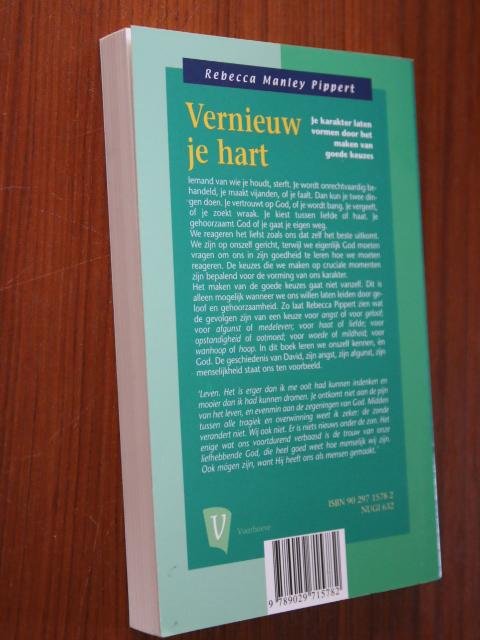 Rebecca Manley Pippert
Vernieuw
je hart
Je karakter laten
vormen door het
maken van
goede keuzes
Iemand van wie je houdt, sterft. Je wordt onrechtvaardig be-
handeld, je maakt vijanden, of je faalt. Dan kun je twee din-
gen doen. Je vertrouwt op God, of je wordt bang. Je vergeeft,
of je zoekt wraak. Je kiest tussen liefde of haat. Je
gehoorzaamt God of je gaat je eigen weg.
We reageren het liefst zoals ons dat zelf het beste uitkomt.
We zijn op onszelf gericht, terwijl we eigenlijk God moeten
vragen om ons in zijn goedheid te leren hoe we moeten
reageren. De keuzes die we maken op cruciale momenten
zijn bepalend voor de vorming van ons karakter.
Het maken van de goede keuzes gaat niet vanzelf. Dit is
alleen mogelijk wanneer we ons willen laten leiden door ge-
loof en gehoorzaamheid. Zo laat Rebecca Pippert zien wat
de gevolgen zijn van een keuze voor angst of voor geloof;
voor afgunst of medeleven; voor haat of liefde; voor
opstandigheid of ootmoed; voor woede of mildheid; voor
wanhoop of hoop. In dit boek leren we onszelf kennen, én
God. De geschiedenis van David, zijn angst, zijn afgunst, zijn
menselijkheid staat ons ten voorbeeld.
'Leven. Het is erger dan ik me ooit had kunnen indenken en
mooier dan ik had kunnen dromen. Je ontkomt niet aan de pijn
van het leven, en evenmin aan de zegeningen van God. Midden
tussen alle tragiek en overwinning weet ik zeker: de zonde
verandert niet. Wij ook niet. Er is niets nieuws onder de zon. Het
enige wat ons voortdurend verbaasd is de trouw van onze
liefhebbende God, die heel goed weet hoe menselijk wij zijn.
Ook mógen zijn, want Hij heeft ons als mensen gemaakt.'
ISBN 90 297 1578 2
NUGI 632
V
Voorhoeve
9 789029 715782